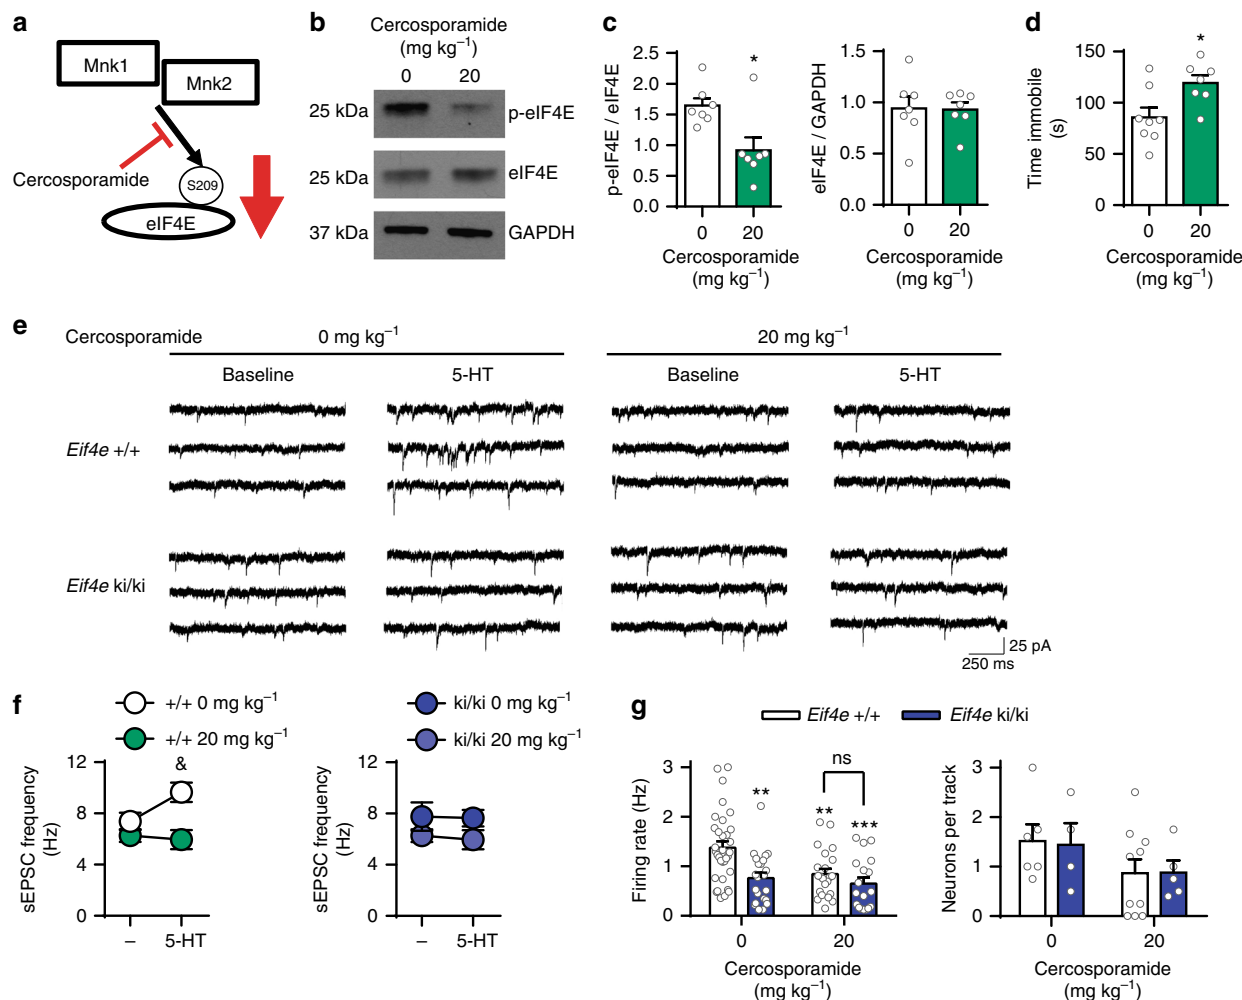 a
Mnk1
Mnk2
Cercosporamide
S209
eIF4E
b
Cercosporamide
(mg kg⁻¹)
0 20
25 kDa p-eIF4E
25 kDa eIF4E
37 kDa GAPDH
c
p-eIF4E / eIF4E
2.5
2.0
1.5
1.0
0.5
0.0
*
0 20
Cercosporamide
(mg kg⁻¹)
eIF4E / GAPDH
1.5
1.0
0.5
0.0
0 20
Cercosporamide
(mg kg⁻¹)
d
Time immobile
(s)
150
100
50
0
*
0 20
Cercosporamide
(mg kg⁻¹)
e
Cercosporamide 0 mg kg⁻¹ 20 mg kg⁻¹
Baseline 5-HT Baseline 5-HT
Eif4e +/+
Eif4e ki/ki
25 pA
250 ms
f
+/+ 0 mg kg⁻¹
+/+ 20 mg kg⁻¹
sEPSC frequency
(Hz)
12
8
4
0
&
– 5-HT
ki/ki 0 mg kg⁻¹
ki/ki 20 mg kg⁻¹
sEPSC frequency
(Hz)
12
8
4
0
– 5-HT
g
Eif4e +/+ Eif4e ki/ki
Firing rate (Hz)
3
2
1
0
**
ns
**
***
0 20
Cercosporamide
(mg kg⁻¹)
Neurons per track
3
2
1
0
0 20
Cercosporamide
(mg kg⁻¹)